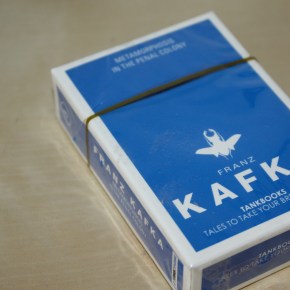 METAMORPHOSIS
IN THE PENAL COLONY
FRANZ
KAFK
TANKBOOKS
TALES TO TAKE YOUR BR
FRANZ KAFKA